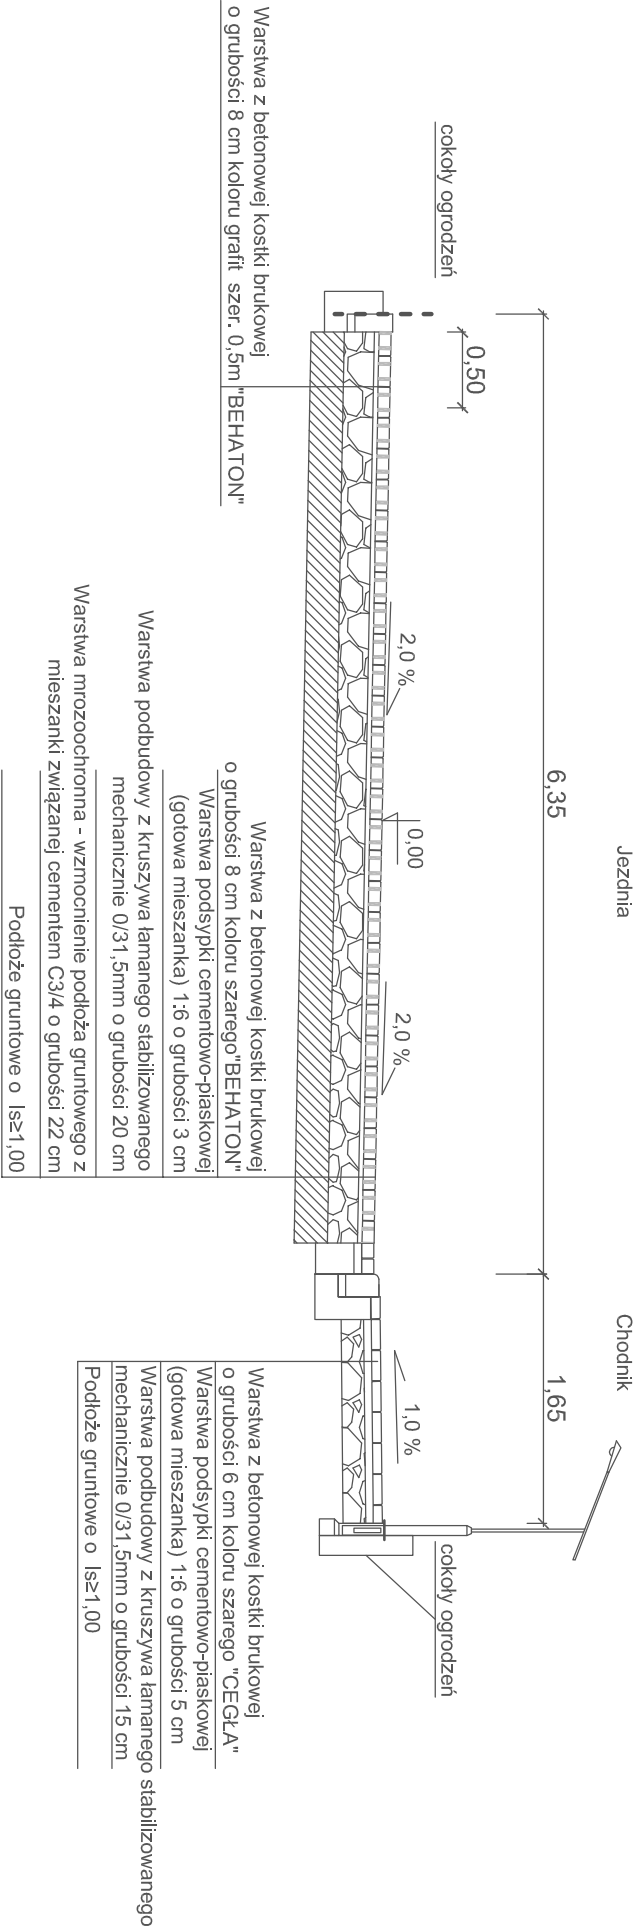 Jezdnia
Chodnik
6,35
1,65
0,50
cokoły ogrodzeń
cokoły ogrodzeń
2,0 %
0,00
2,0 %
1,0 %
Warstwa z betonowej kostki brukowej
o grubości 8 cm koloru grafit szer. 0,5m "BEHATON"
Warstwa z betonowej kostki brukowej
o grubości 8 cm koloru szarego"BEHATON"
Warstwa podsypki cementowo-piaskowej
(gotowa mieszanka) 1:6 o grubości 3 cm
Warstwa podbudowy z kruszywa łamanego stabilizowanego
mechanicznie 0/31,5mm o grubości 20 cm
Warstwa mrozoochronna - wzmocnienie podłoża gruntowego z
mieszanki związanej cementem C3/4 o grubości 22 cm
Podłoże gruntowe o Is≥1,00
Warstwa z betonowej kostki brukowej
o grubości 6 cm koloru szarego "CEGŁA"
Warstwa podsypki cementowo-piaskowej
(gotowa mieszanka) 1:6 o grubości 5 cm
Warstwa podbudowy z kruszywa łamanego stabilizowanego
mechanicznie 0/31,5mm o grubości 15 cm
Podłoże gruntowe o Is≥1,00